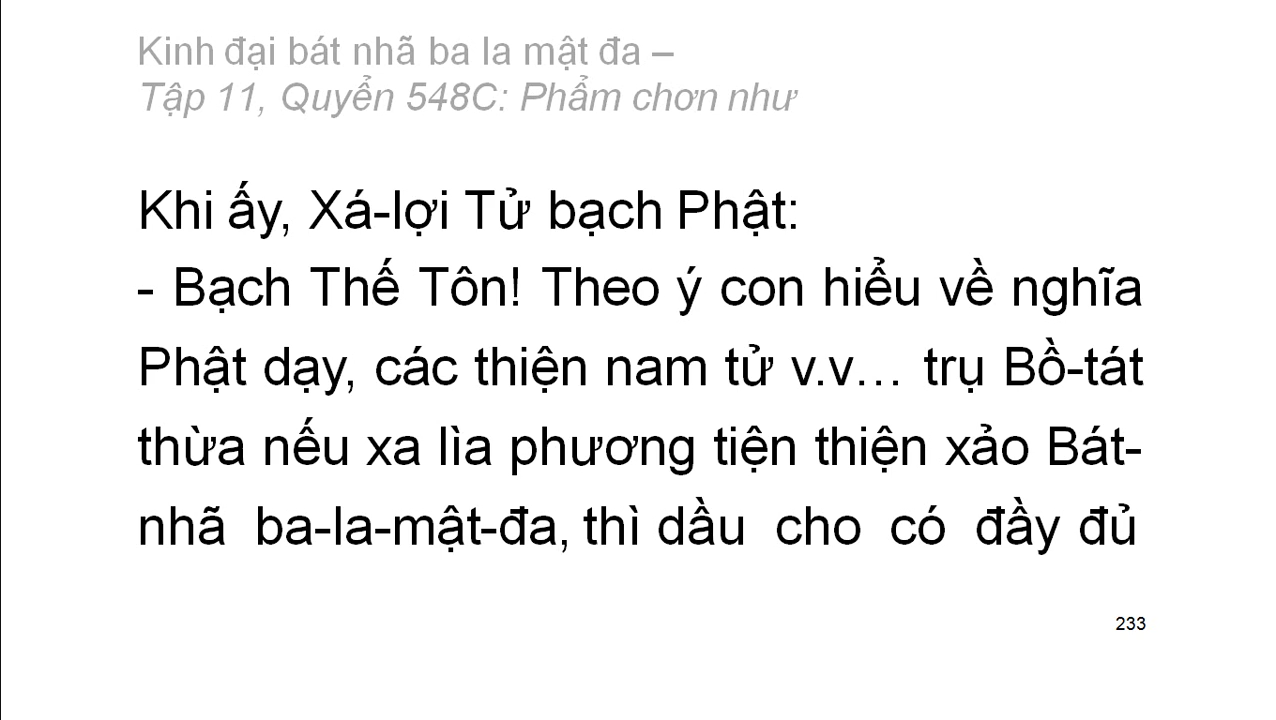 Kinh đại bát nhã ba la mật đa –
Tập 11, Quyển 548C: Phẩm chơn như
Khi ấy, Xá-lợi Tử bạch Phật:
- Bạch Thế Tôn! Theo ý con hiểu về nghĩa
Phật dạy, các thiện nam tử v.v… trụ Bồ-tát
thừa nếu xa lìa phương tiện thiện xảo Bát-
nhã ba-la-mật-đa, thì dầu cho có đầy đủ
233